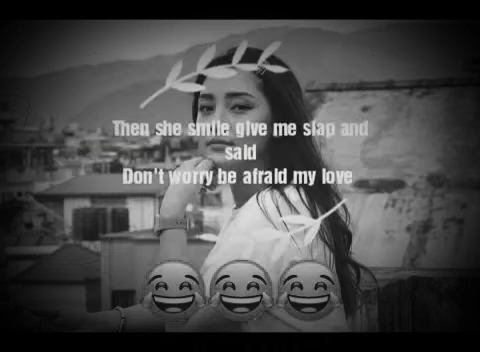 Then she smile give me slap and
said
Don't worry be afraid my love